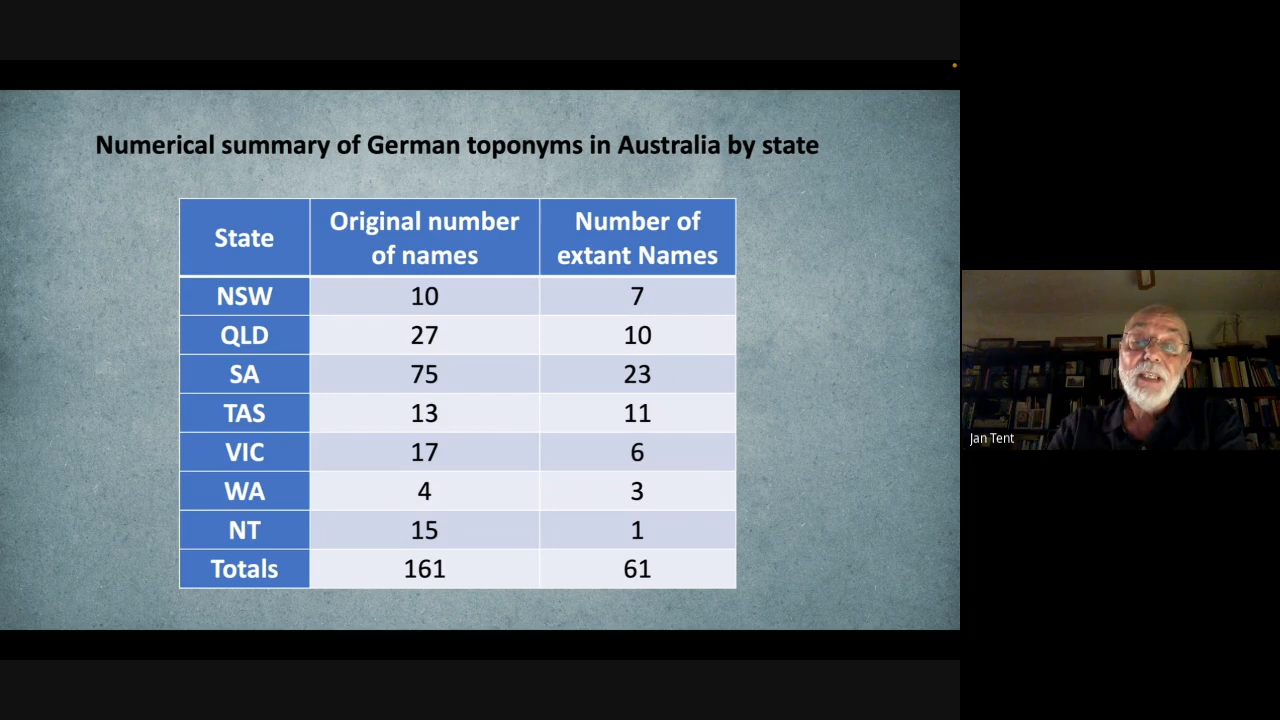 Numerical summary of German toponyms in Australia by state
State
Original number
of names
Number of
extant Names
NSW 10 7
QLD 27 10
SA 75 23
TAS 13 11
VIC 17 6
WA 4 3
NT 15 1
Totals 161 61
Jan Tent